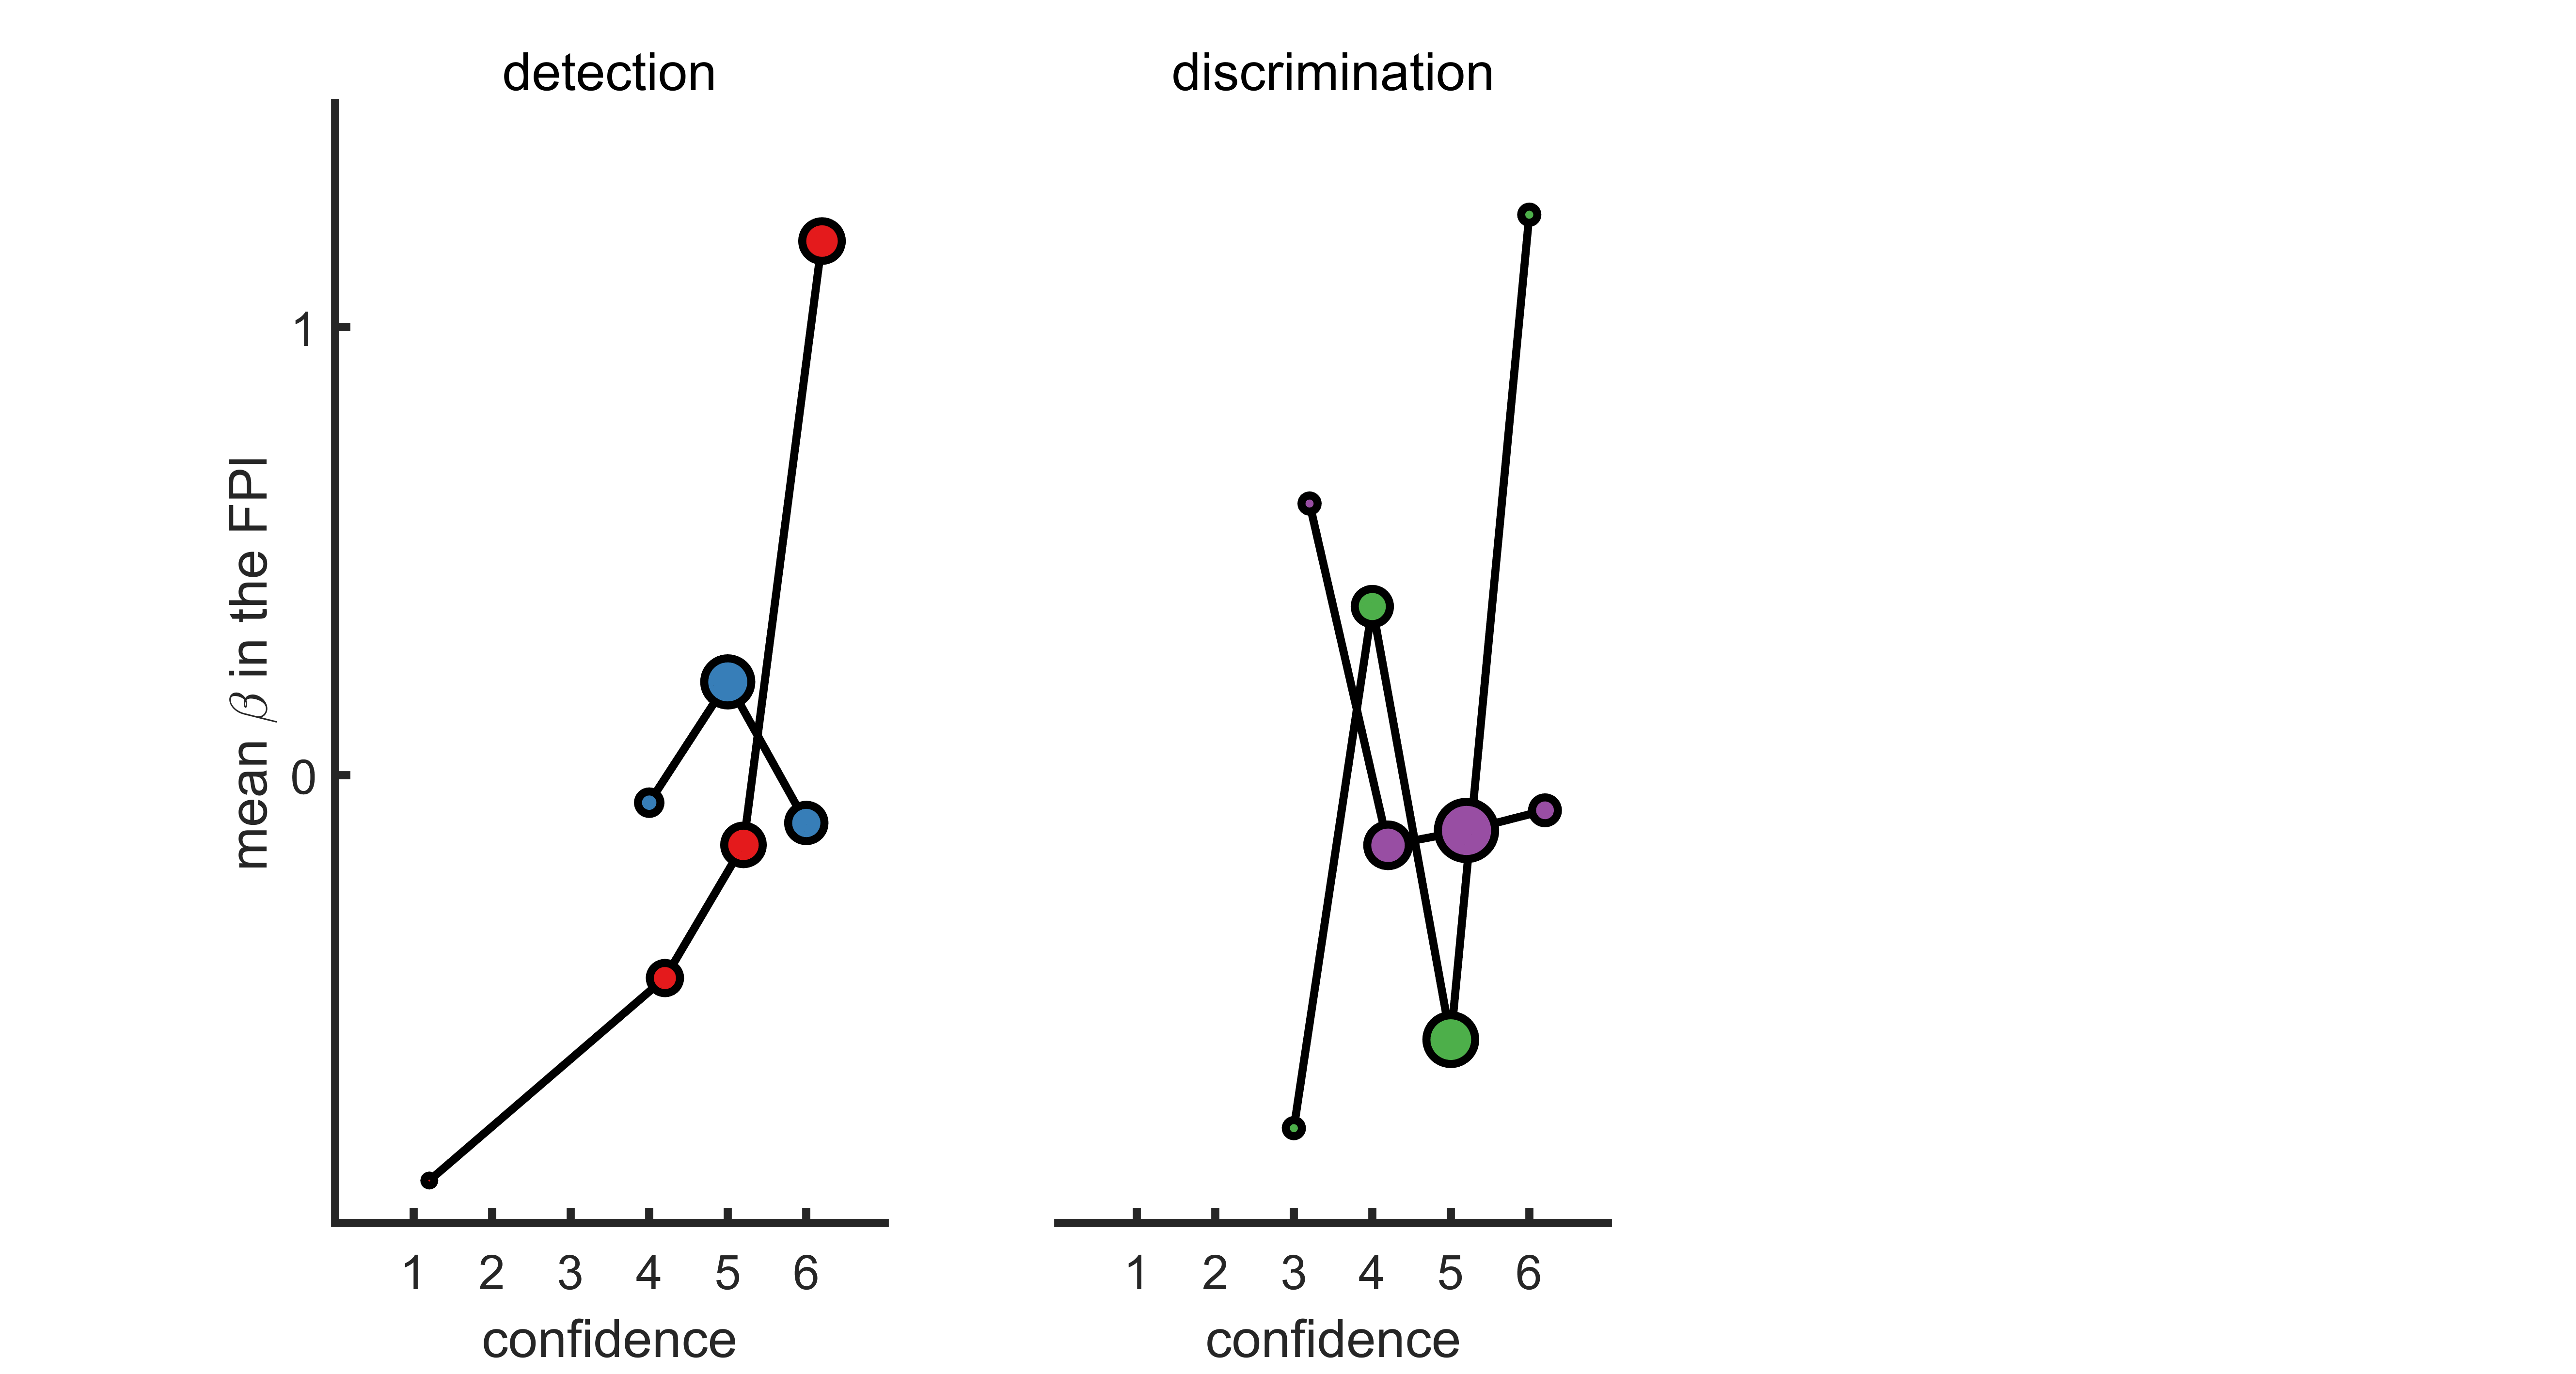 detection
discrimination
mean β in the FPI
1
0
1 2 3 4 5 6
confidence
1 2 3 4 5 6
confidence